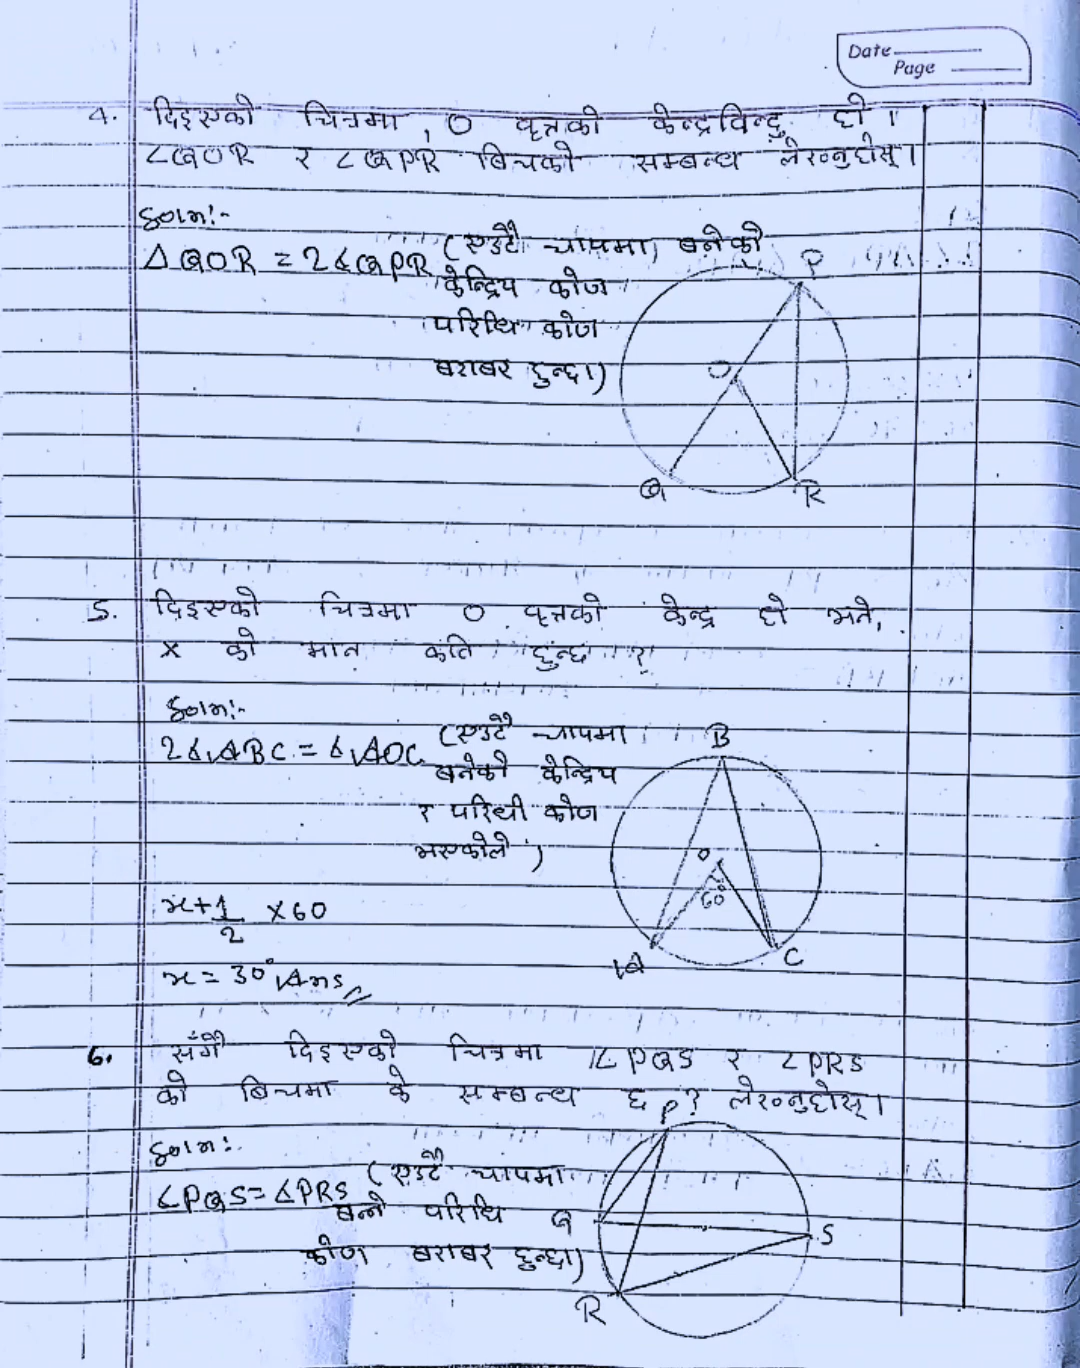 Date
Page
4. दिइएको चित्रमा, O वृत्तको केन्द्रविन्दु हो ।
∠QOR र ∠QPR बिचको सम्बन्ध लेख्नुहोस् ।
Soln:-
△QOR = 2∡QPR (एउटै चापमा बनेको
केन्द्रिय कोण
परिधि कोण
बराबर हुन्छ।)
P
O
Q
R
5. दिइएको चित्रमा O वृत्तको केन्द्र हो भने,
x को मान कति हुन्छ ?
Soln:-
2∡ABC = ∡AOC (एउटै चापमा
बनेको केन्द्रिय
र परिधी कोण
भएकोले)
B
O
60°
A
C
x+1/2 × 60
x = 30° Ans
6. सँगै दिइएको चित्रमा ∠PQS र ∠PRS
को बिचमा के सम्बन्ध छ ? लेख्नुहोस् ।
Soln:
∠PQS = ∡PRS (एउटै चापमा
बन्ने परिधि
कोण बराबर हुन्छ।)
P
Q
S
R